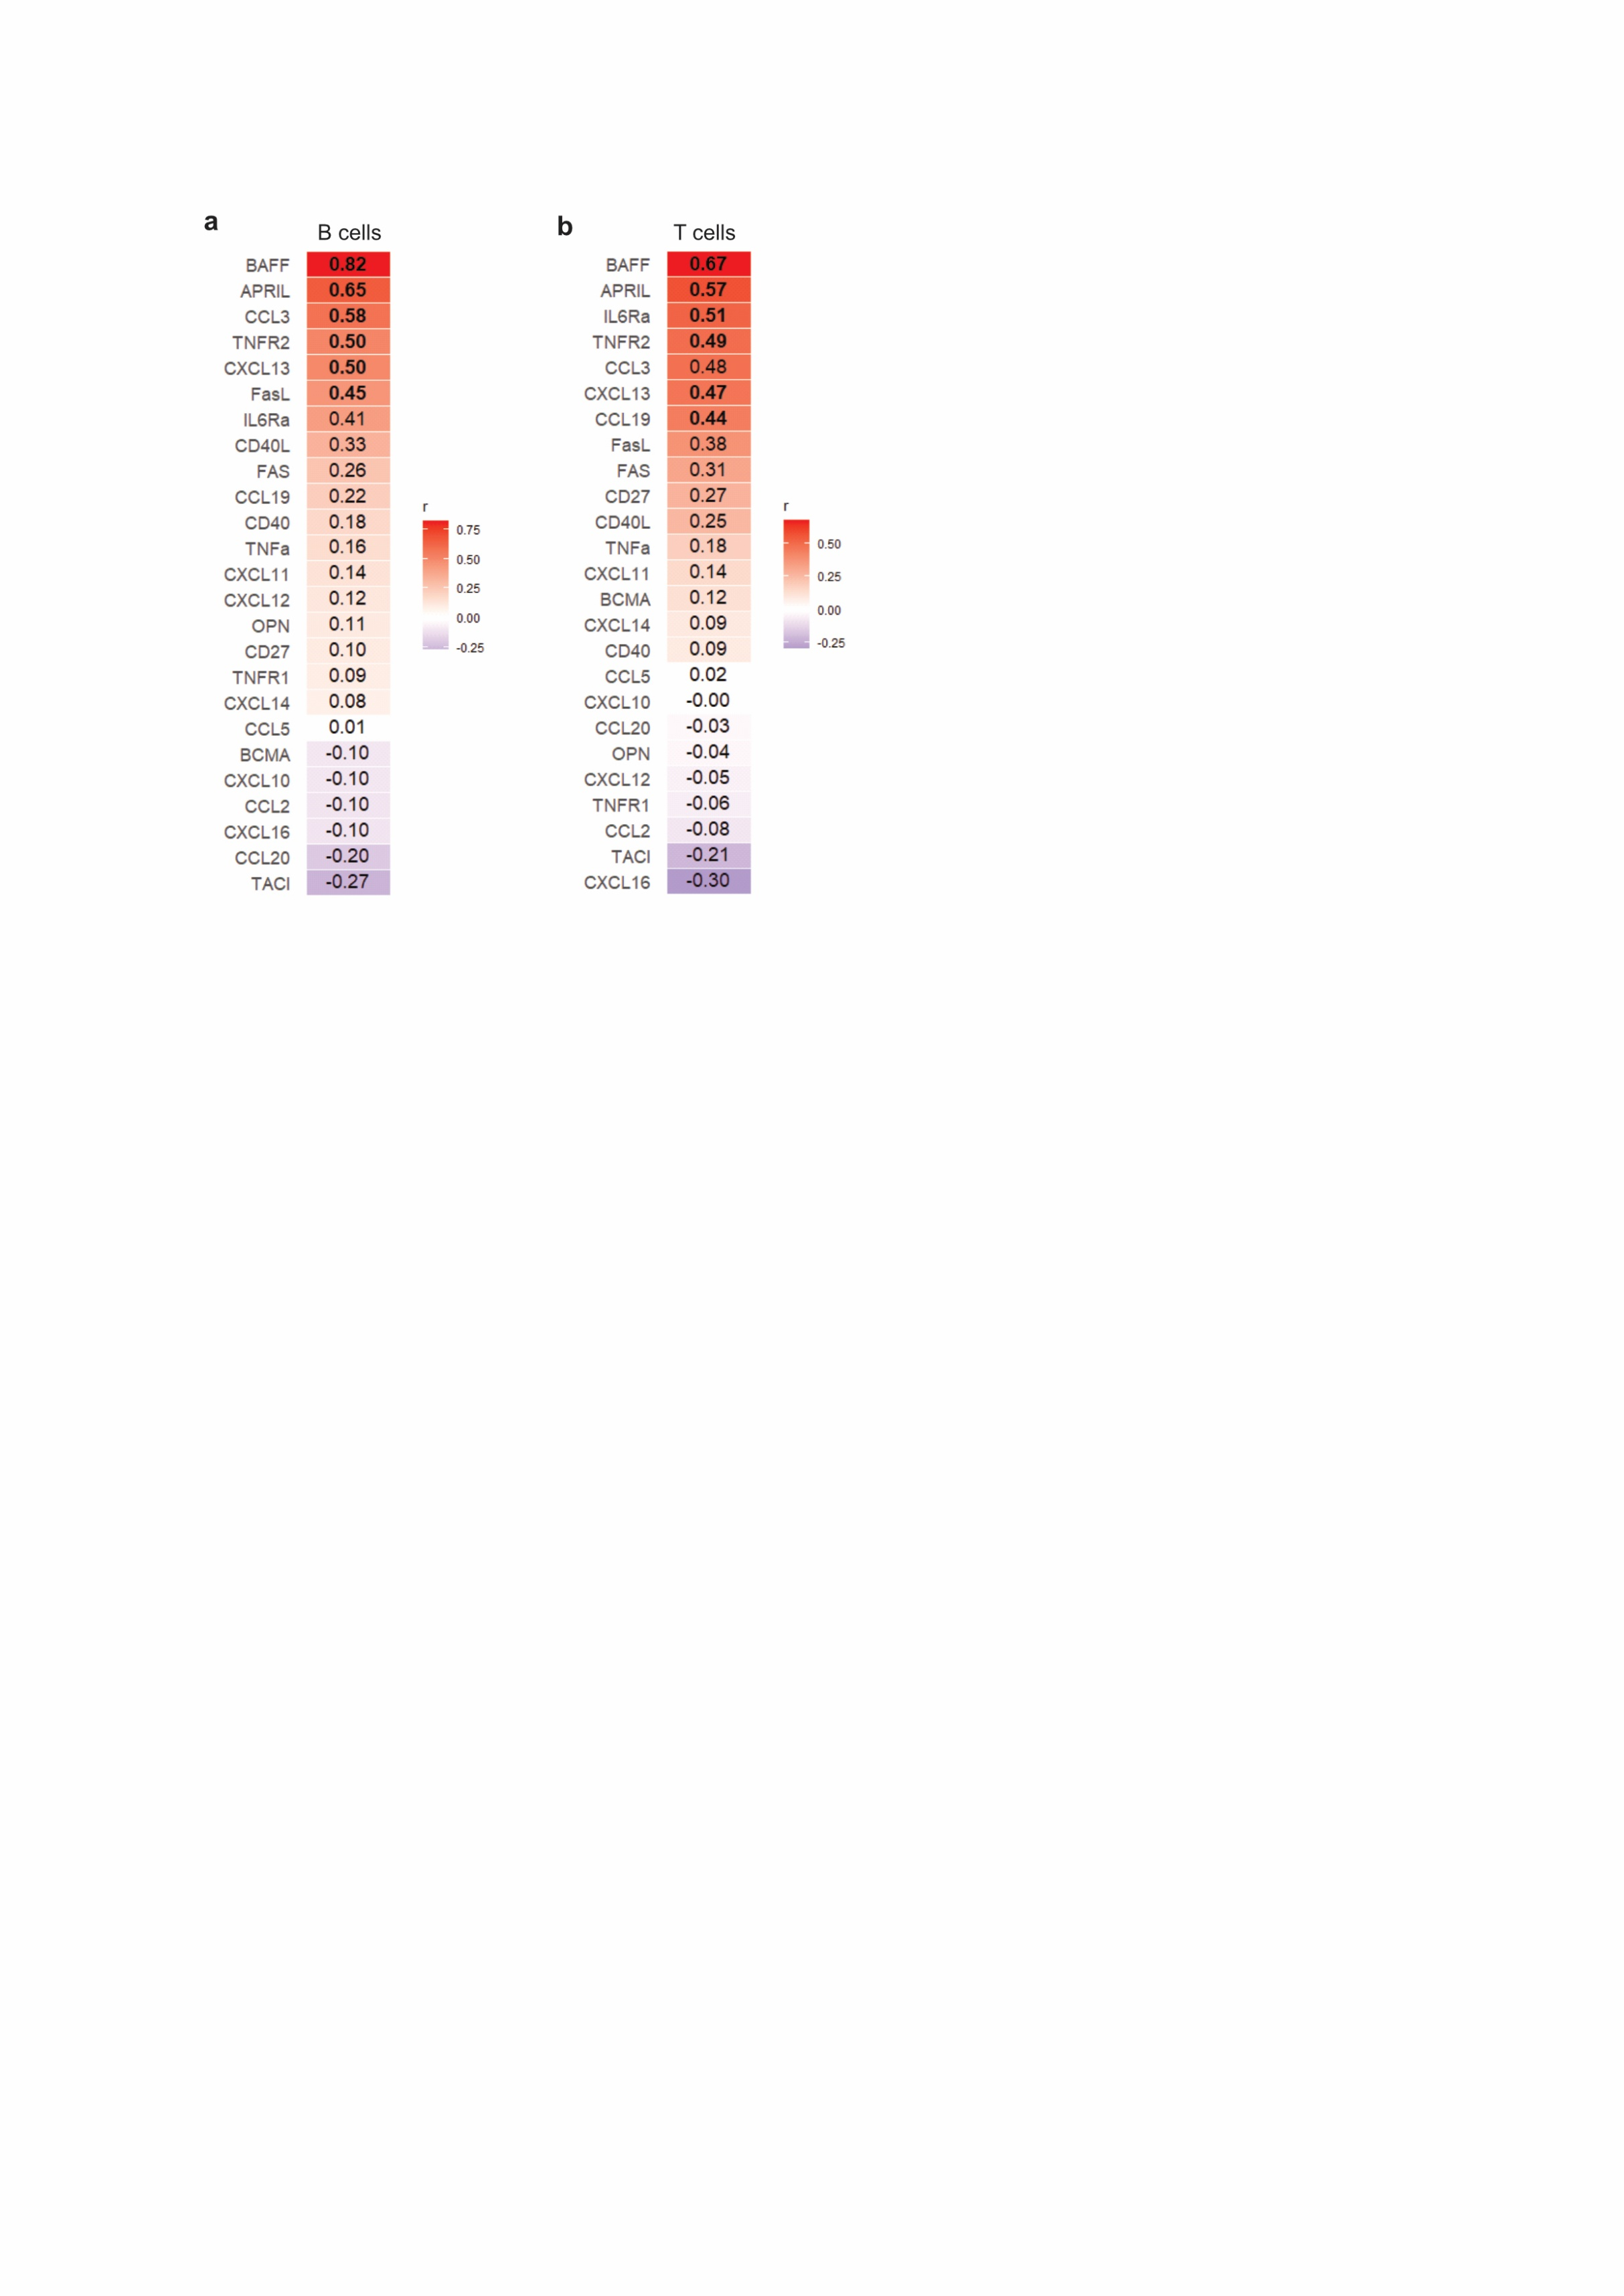 a
B cells
BAFF 0.82
APRIL 0.65
CCL3 0.58
TNFR2 0.50
CXCL13 0.50
FasL 0.45
IL6Ra 0.41
CD40L 0.33
FAS 0.26
CCL19 0.22
CD40 0.18
TNFa 0.16
CXCL11 0.14
CXCL12 0.12
OPN 0.11
CD27 0.10
TNFR1 0.09
CXCL14 0.08
CCL5 0.01
BCMA -0.10
CXCL10 -0.10
CCL2 -0.10
CXCL16 -0.10
CCL20 -0.20
TACI -0.27
r
0.75
0.50
0.25
0.00
-0.25
b
T cells
BAFF 0.67
APRIL 0.57
IL6Ra 0.51
TNFR2 0.49
CCL3 0.48
CXCL13 0.47
CCL19 0.44
FasL 0.38
FAS 0.31
CD27 0.27
CD40L 0.25
TNFa 0.18
CXCL11 0.14
BCMA 0.12
CXCL14 0.09
CD40 0.09
CCL5 0.02
CXCL10 -0.00
CCL20 -0.03
OPN -0.04
CXCL12 -0.05
TNFR1 -0.06
CCL2 -0.08
TACI -0.21
CXCL16 -0.30
r
0.50
0.25
0.00
-0.25